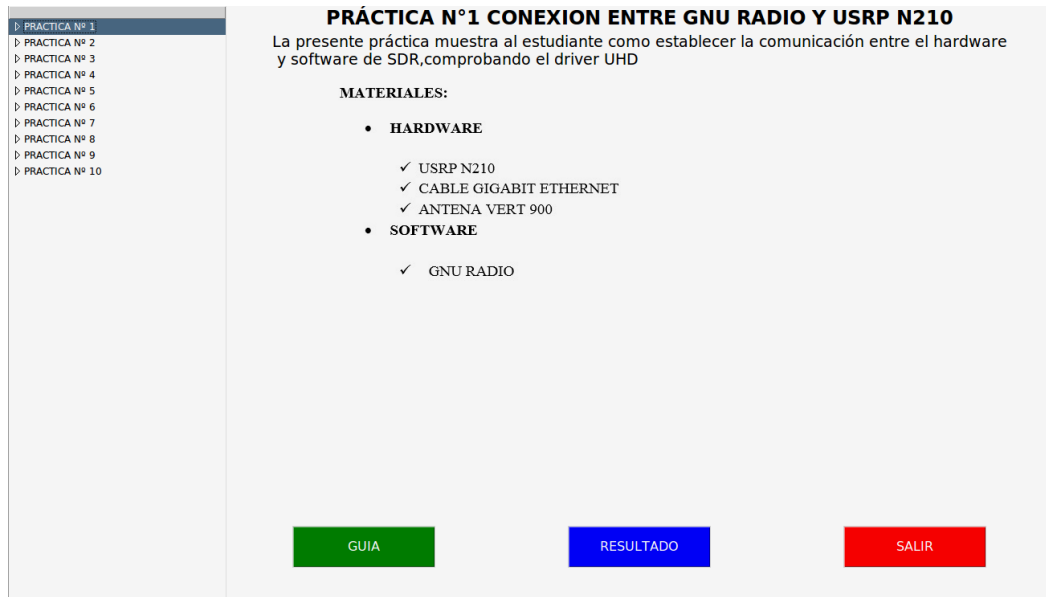 PRACTICA Nº 1
PRACTICA Nº 2
PRACTICA Nº 3
PRACTICA Nº 4
PRACTICA Nº 5
PRACTICA Nº 6
PRACTICA Nº 7
PRACTICA Nº 8
PRACTICA Nº 9
PRACTICA Nº 10
PRÁCTICA N°1 CONEXION ENTRE GNU RADIO Y USRP N210
La presente práctica muestra al estudiante como establecer la comunicación entre el hardware
y software de SDR,comprobando el driver UHD
MATERIALES:
• HARDWARE
✓ USRP N210
✓ CABLE GIGABIT ETHERNET
✓ ANTENA VERT 900
• SOFTWARE
✓ GNU RADIO
GUIA
RESULTADO
SALIR